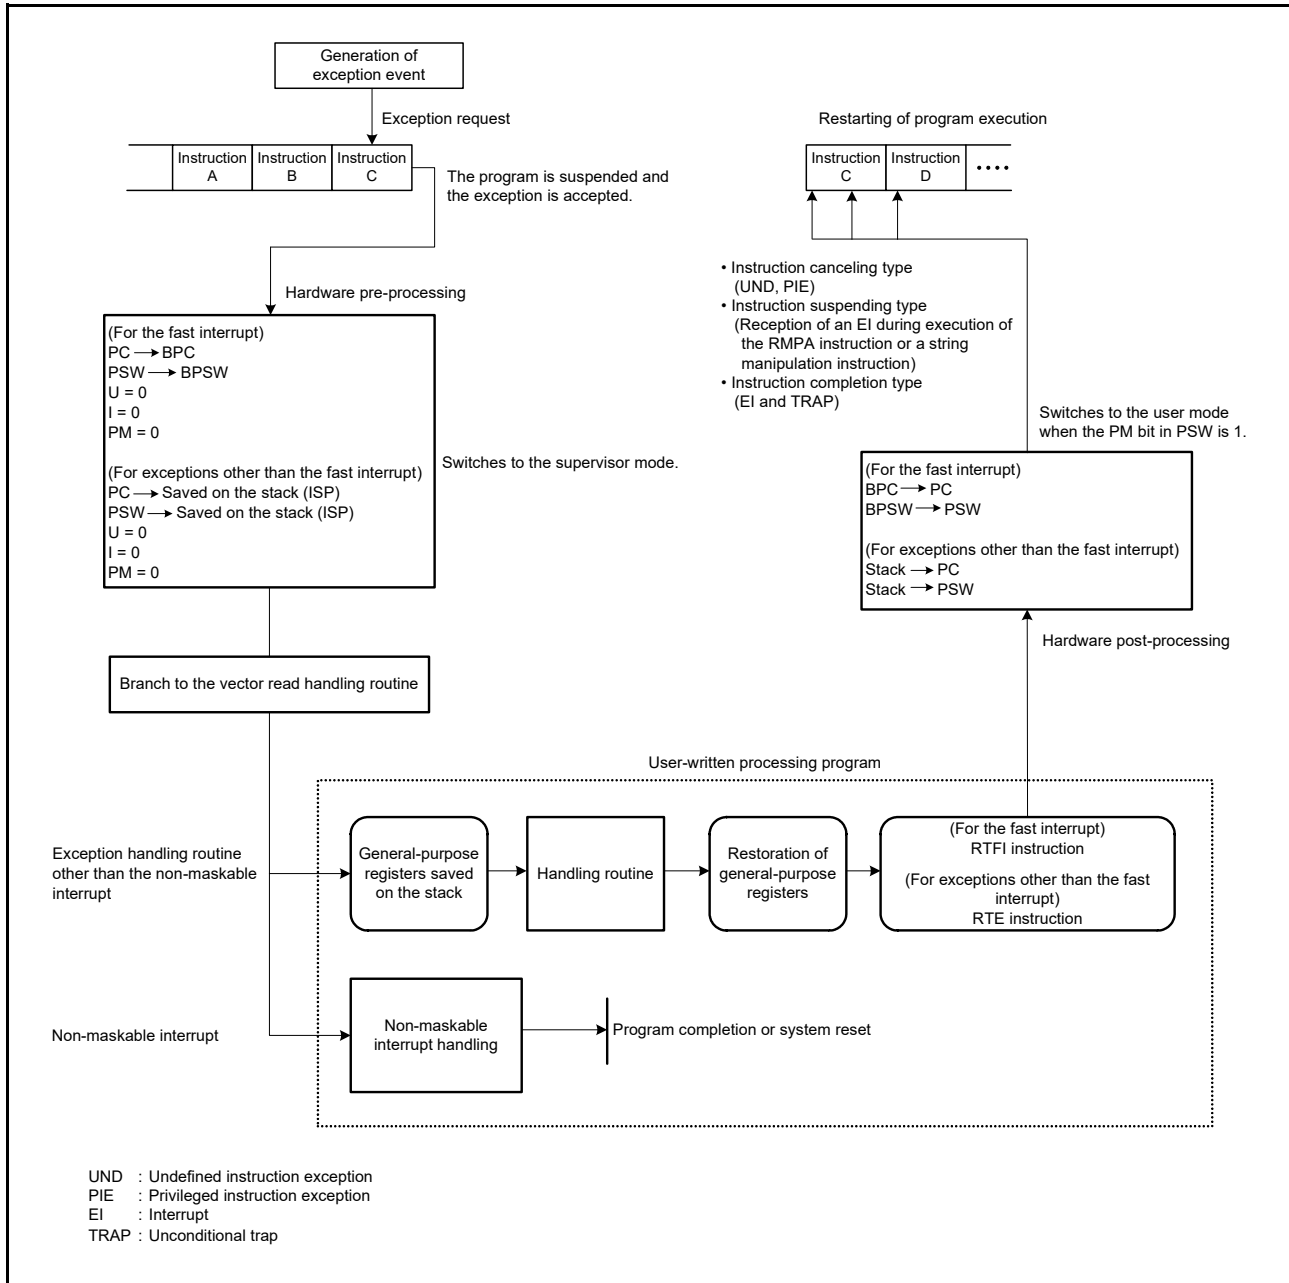 Generation of
exception event
Exception request
Instruction
A
Instruction
B
Instruction
C
The program is suspended and
the exception is accepted.
Hardware pre-processing
(For the fast interrupt)
PC → BPC
PSW → BPSW
U = 0
I = 0
PM = 0
(For exceptions other than the fast interrupt)
PC → Saved on the stack (ISP)
PSW → Saved on the stack (ISP)
U = 0
I = 0
PM = 0
Switches to the supervisor mode.
Branch to the vector read handling routine
Restarting of program execution
Instruction
C
Instruction
D
....
• Instruction canceling type
(UND, PIE)
• Instruction suspending type
(Reception of an EI during execution of
the RMPA instruction or a string
manipulation instruction)
• Instruction completion type
(EI and TRAP)
Switches to the user mode
when the PM bit in PSW is 1.
(For the fast interrupt)
BPC → PC
BPSW → PSW
(For exceptions other than the fast interrupt)
Stack → PC
Stack → PSW
Hardware post-processing
User-written processing program
Exception handling routine
other than the non-maskable
interrupt
General-purpose
registers saved
on the stack
Handling routine
Restoration of
general-purpose
registers
(For the fast interrupt)
RTFI instruction
(For exceptions other than the fast
interrupt)
RTE instruction
Non-maskable interrupt
Non-maskable
interrupt handling
Program completion or system reset
UND : Undefined instruction exception
PIE : Privileged instruction exception
EI : Interrupt
TRAP : Unconditional trap